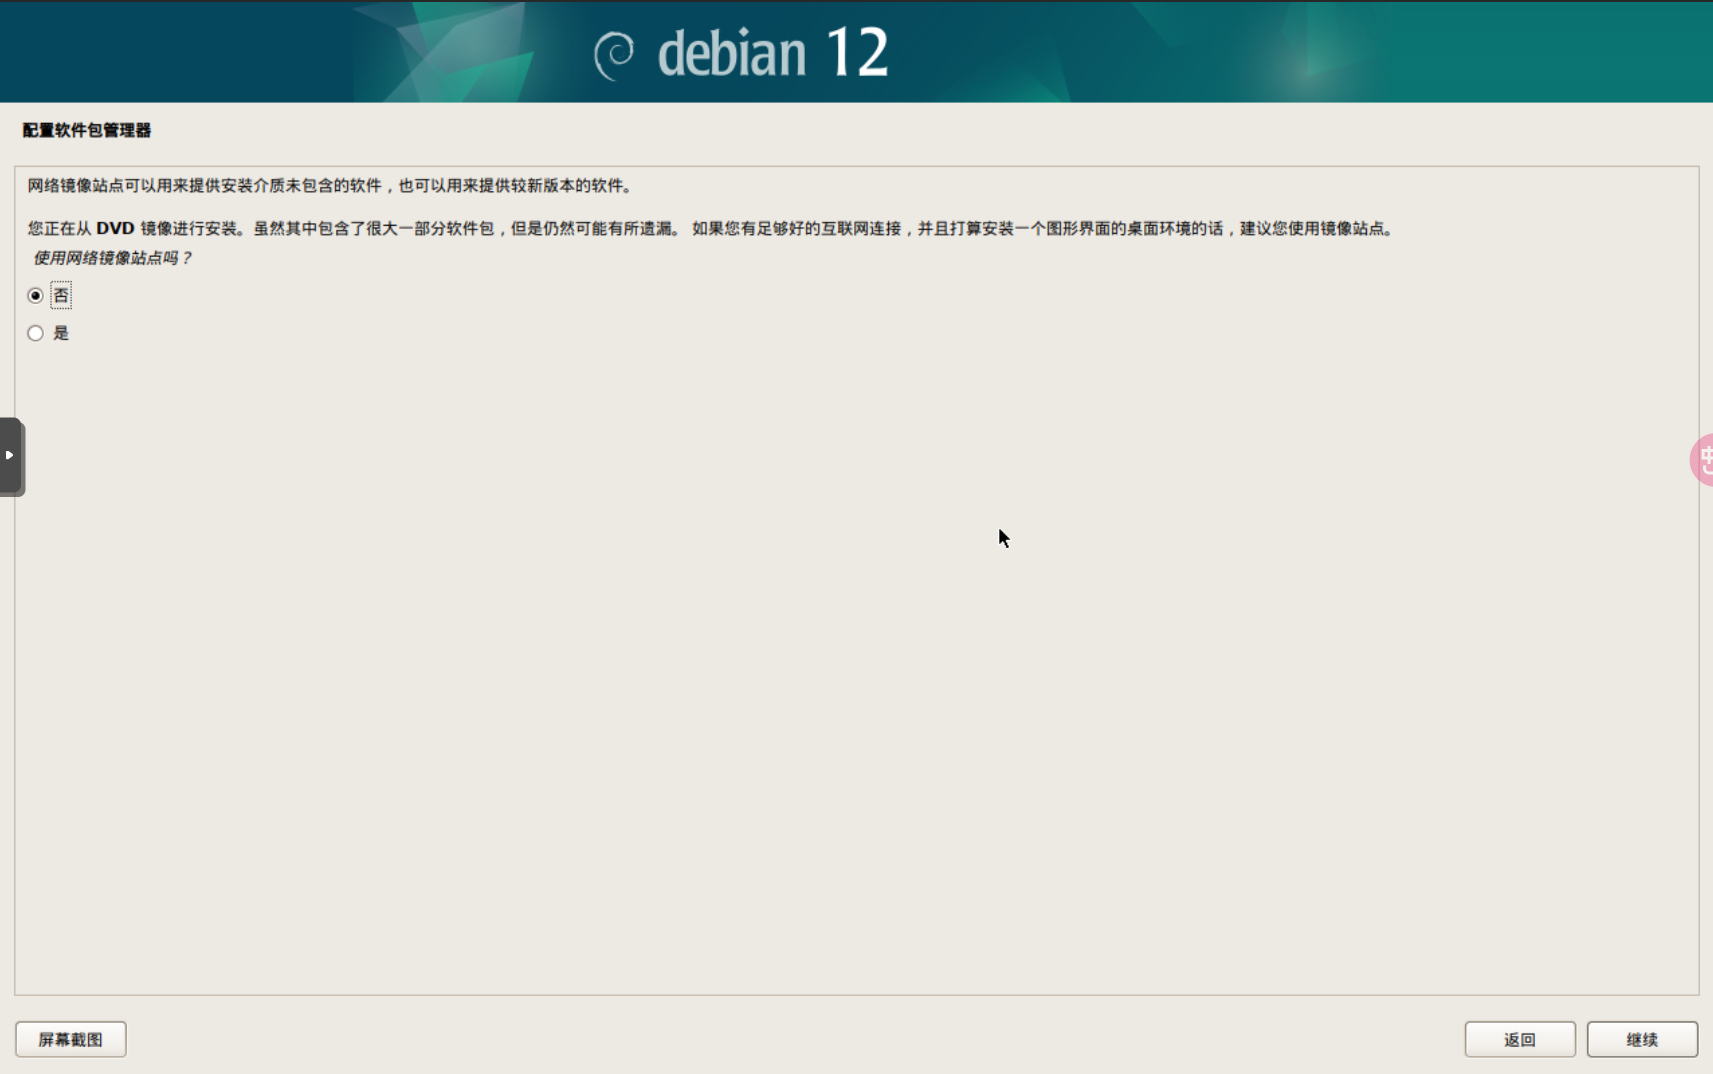 debian 12
配置软件包管理器
网络镜像站点可以用来提供安装介质未包含的软件，也可以用来提供较新版本的软件。
您正在从 DVD 镜像进行安装。虽然其中包含了很大一部分软件包，但是仍然可能有所遗漏。 如果您有足够好的互联网连接，并且打算安装一个图形界面的桌面环境的话，建议您使用镜像站点。
使用网络镜像站点吗？
否
是
屏幕截图
返回
继续